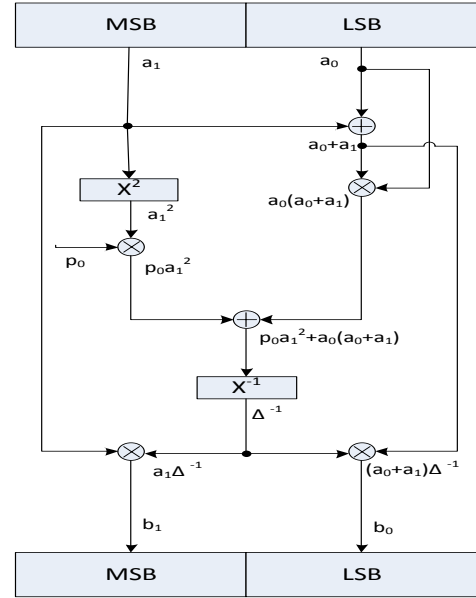 MSB LSB
a₁ a₀
a₀+a₁
X²
a₁² a₀(a₀+a₁)
p₀ p₀a₁²
p₀a₁²+a₀(a₀+a₁)
X⁻¹
Δ⁻¹
a₁Δ⁻¹ (a₀+a₁)Δ⁻¹
b₁ b₀
MSB LSB